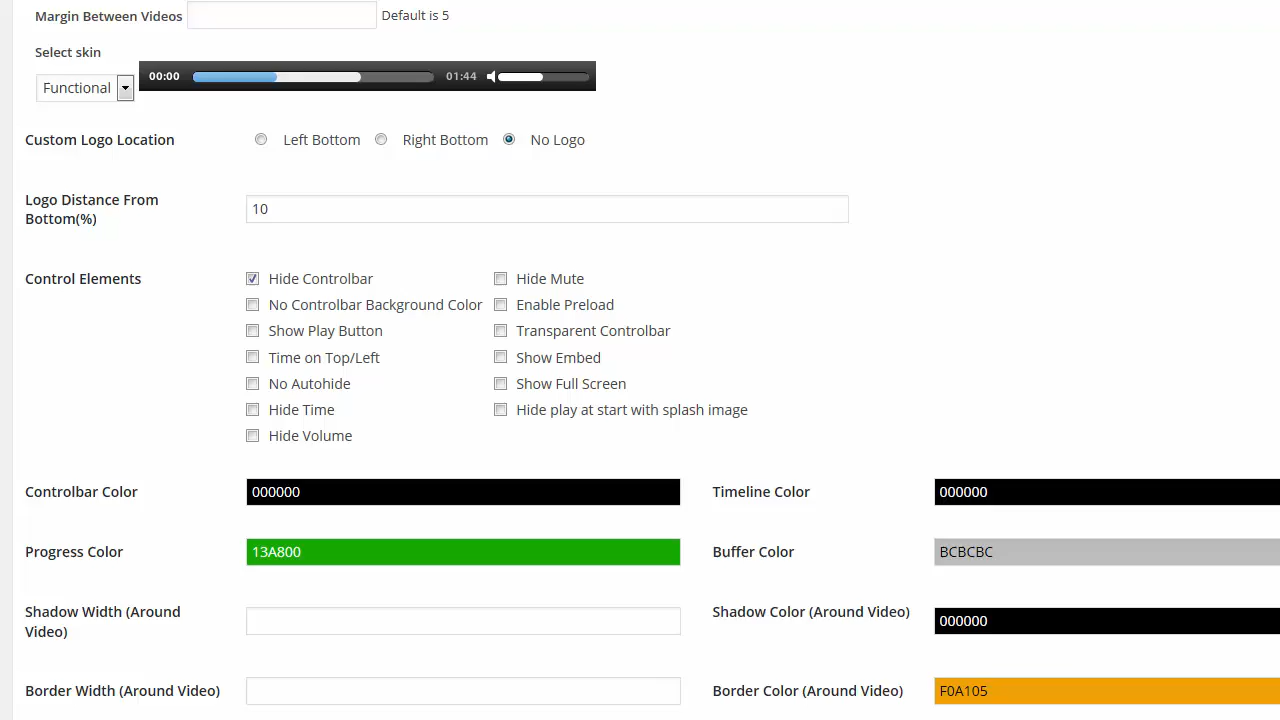 Margin Between Videos Default is 5
Select skin
00:00 01:44
Functional
Custom Logo Location Left Bottom Right Bottom No Logo
Logo Distance From
Bottom(%)
10
Control Elements Hide Controlbar Hide Mute
No Controlbar Background Color Enable Preload
Show Play Button Transparent Controlbar
Time on Top/Left Show Embed
No Autohide Show Full Screen
Hide Time Hide play at start with splash image
Hide Volume
Controlbar Color 000000 Timeline Color 000000
Progress Color 13A800 Buffer Color BCBCBC
Shadow Width (Around
Video)
Shadow Color (Around Video) 000000
Border Width (Around Video) Border Color (Around Video) F0A105